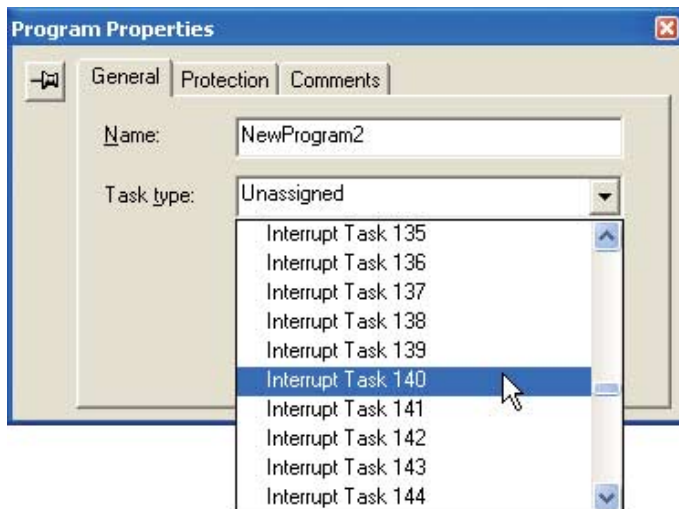 Program Properties
General Protection Comments
Name: NewProgram2
Task type: Unassigned
Interrupt Task 135
Interrupt Task 136
Interrupt Task 137
Interrupt Task 138
Interrupt Task 139
Interrupt Task 140
Interrupt Task 141
Interrupt Task 142
Interrupt Task 143
Interrupt Task 144